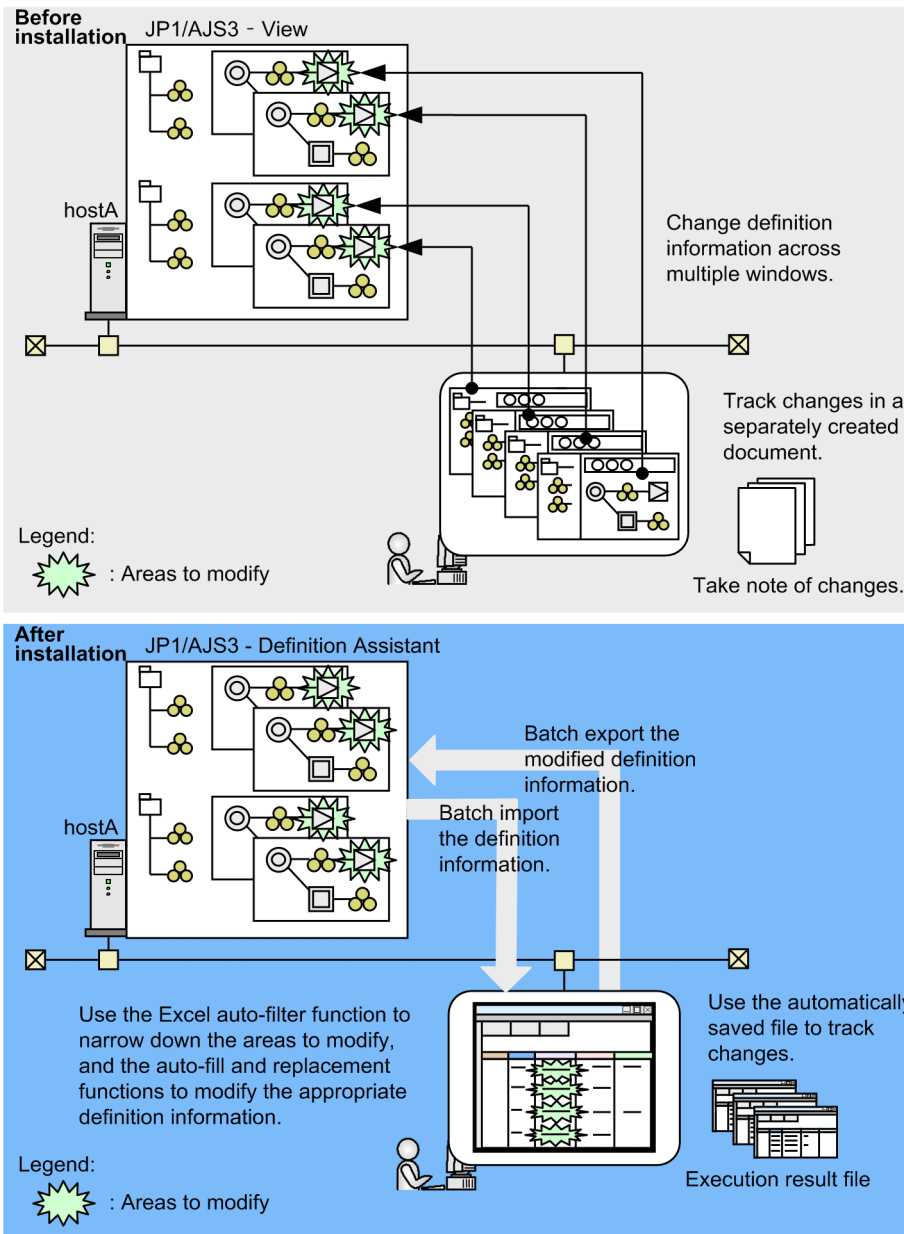 Before
installation
JP1/AJS3 - View
hostA
Change definition
information across
multiple windows.
Track changes in a
separately created
document.
Legend:
: Areas to modify
Take note of changes.
After
installation
JP1/AJS3 - Definition Assistant
Batch export the
modified definition
information.
Batch import
the definition
information.
hostA
Use the Excel auto-filter function to
narrow down the areas to modify,
and the auto-fill and replacement
functions to modify the appropriate
definition information.
Use the automatically
saved file to track
changes.
Execution result file
Legend:
: Areas to modify